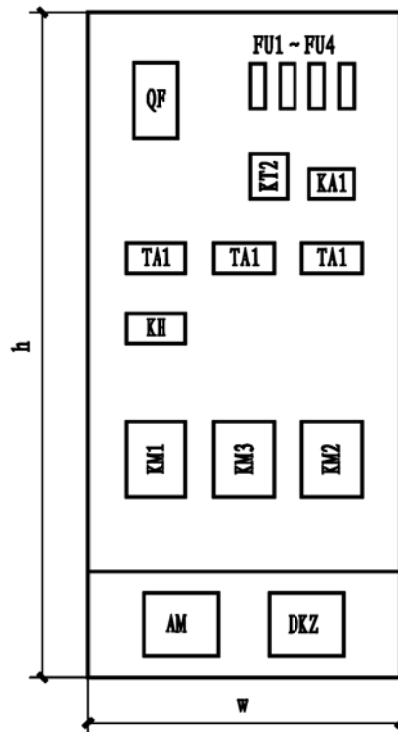 FU1~FU4
QF
KT2
KA1
TA1 TA1 TA1
KH
h
KM1 KM3 KM2
AM DKZ
w